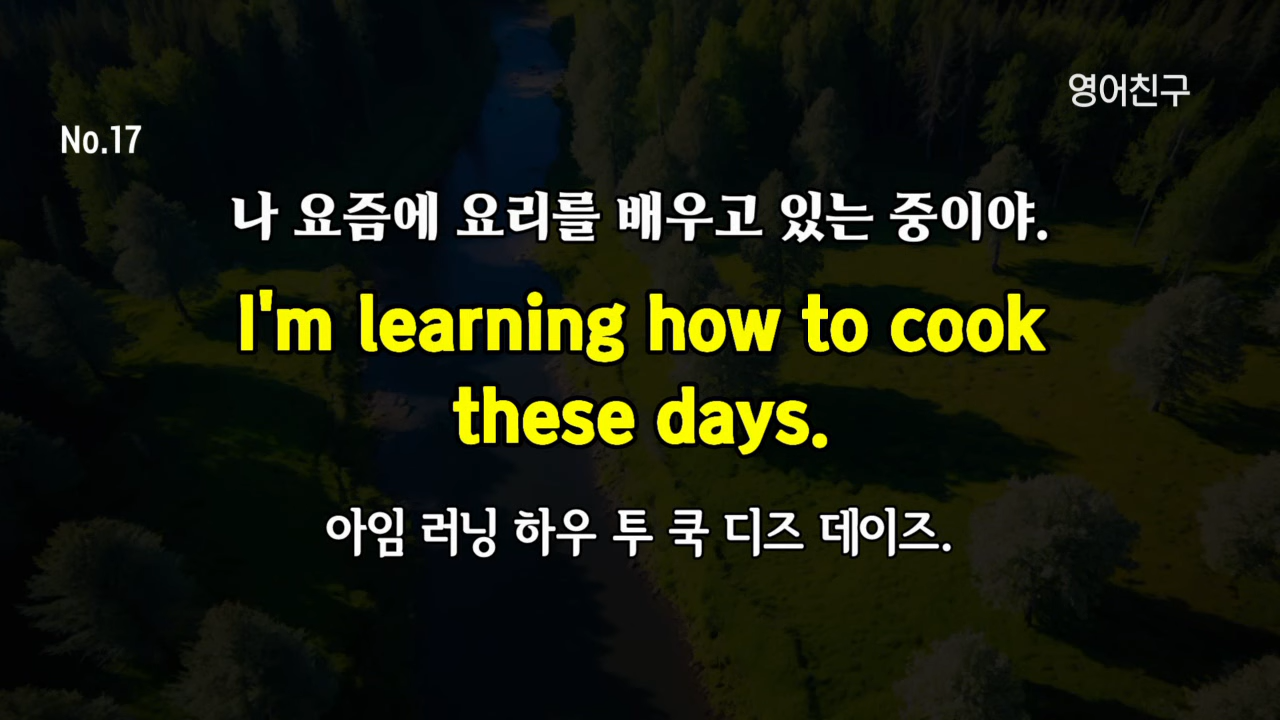 영어친구
No.17
나 요즘에 요리를 배우고 있는 중이야.
I'm learning how to cook
these days.
아임 러닝 하우 투 쿡 디즈 데이즈.